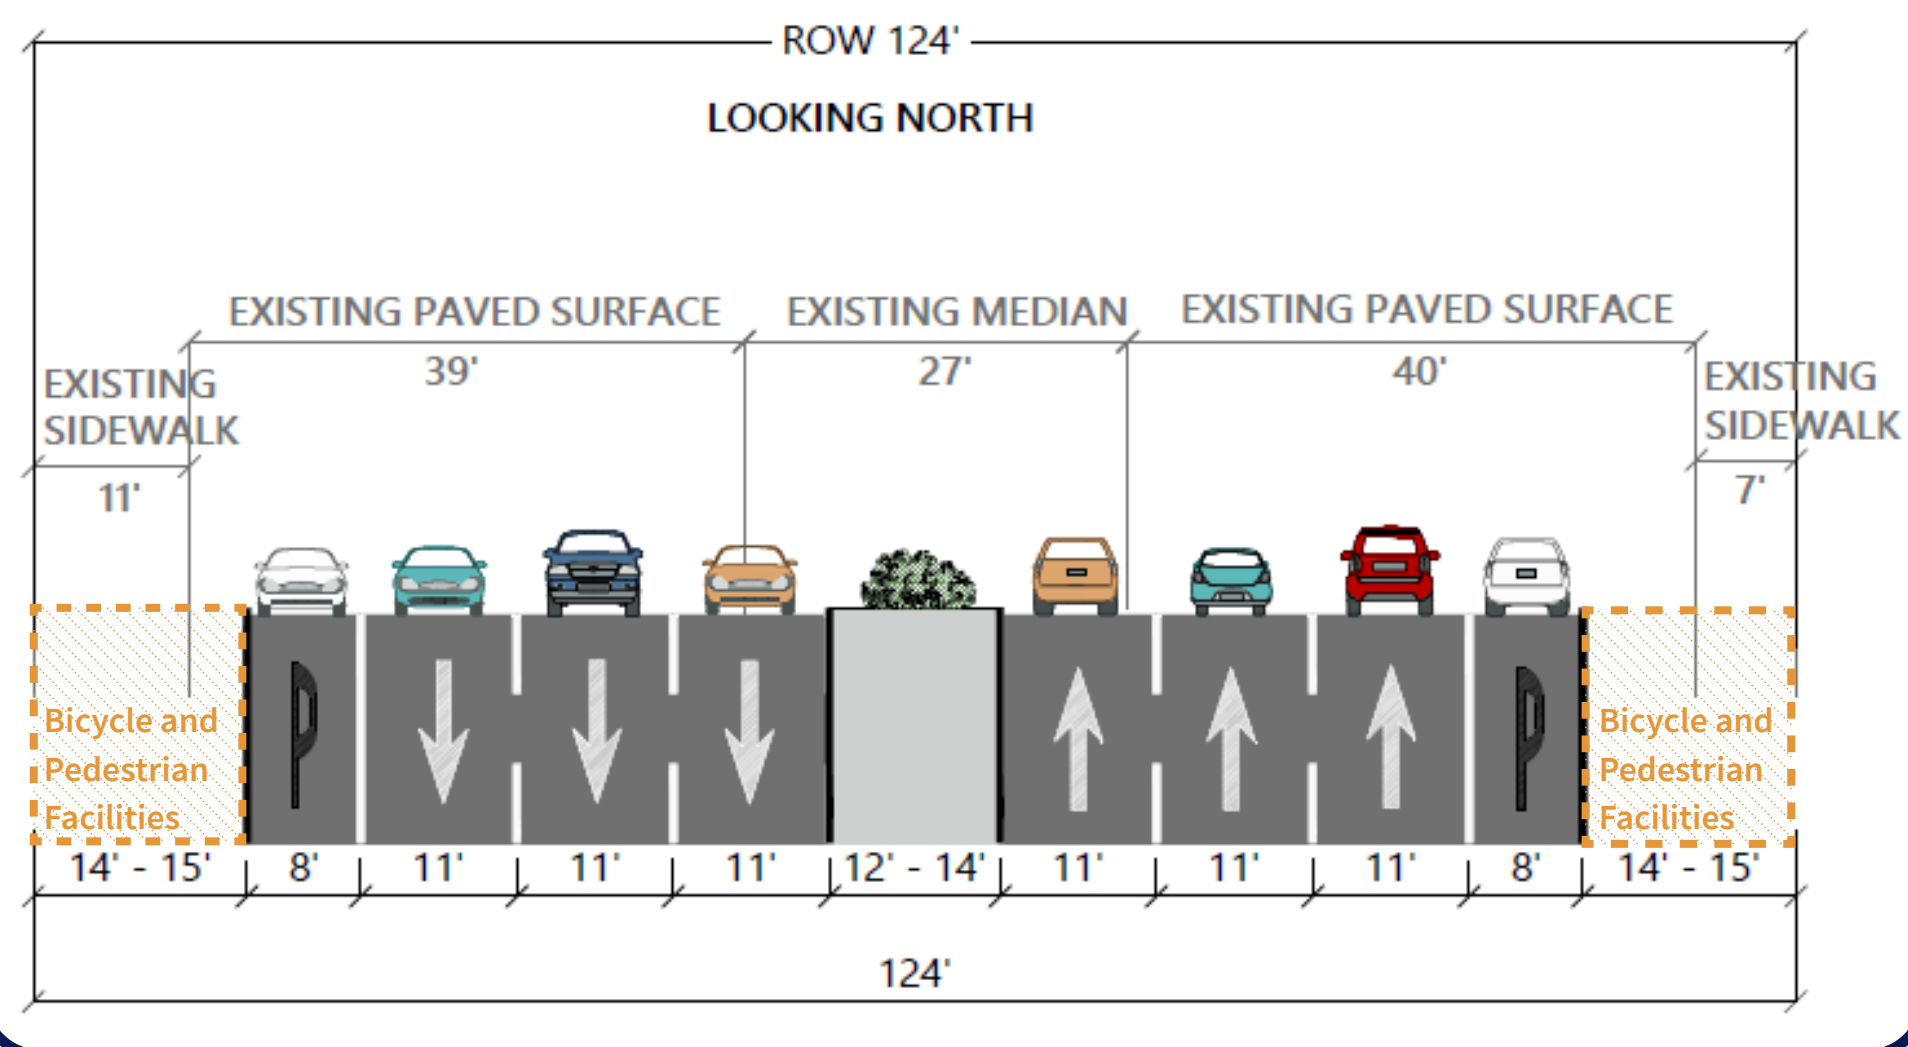 ROW 124'
LOOKING NORTH
EXISTING PAVED SURFACE
39'
EXISTING MEDIAN
27'
EXISTING PAVED SURFACE
40'
EXISTING
SIDEWALK
11'
EXISTING
SIDEWALK
7'
P
P
Bicycle and
Pedestrian
Facilities
Bicycle and
Pedestrian
Facilities
14' - 15' 8' 11' 11' 11' 12' - 14' 11' 11' 11' 8' 14' - 15'
124'